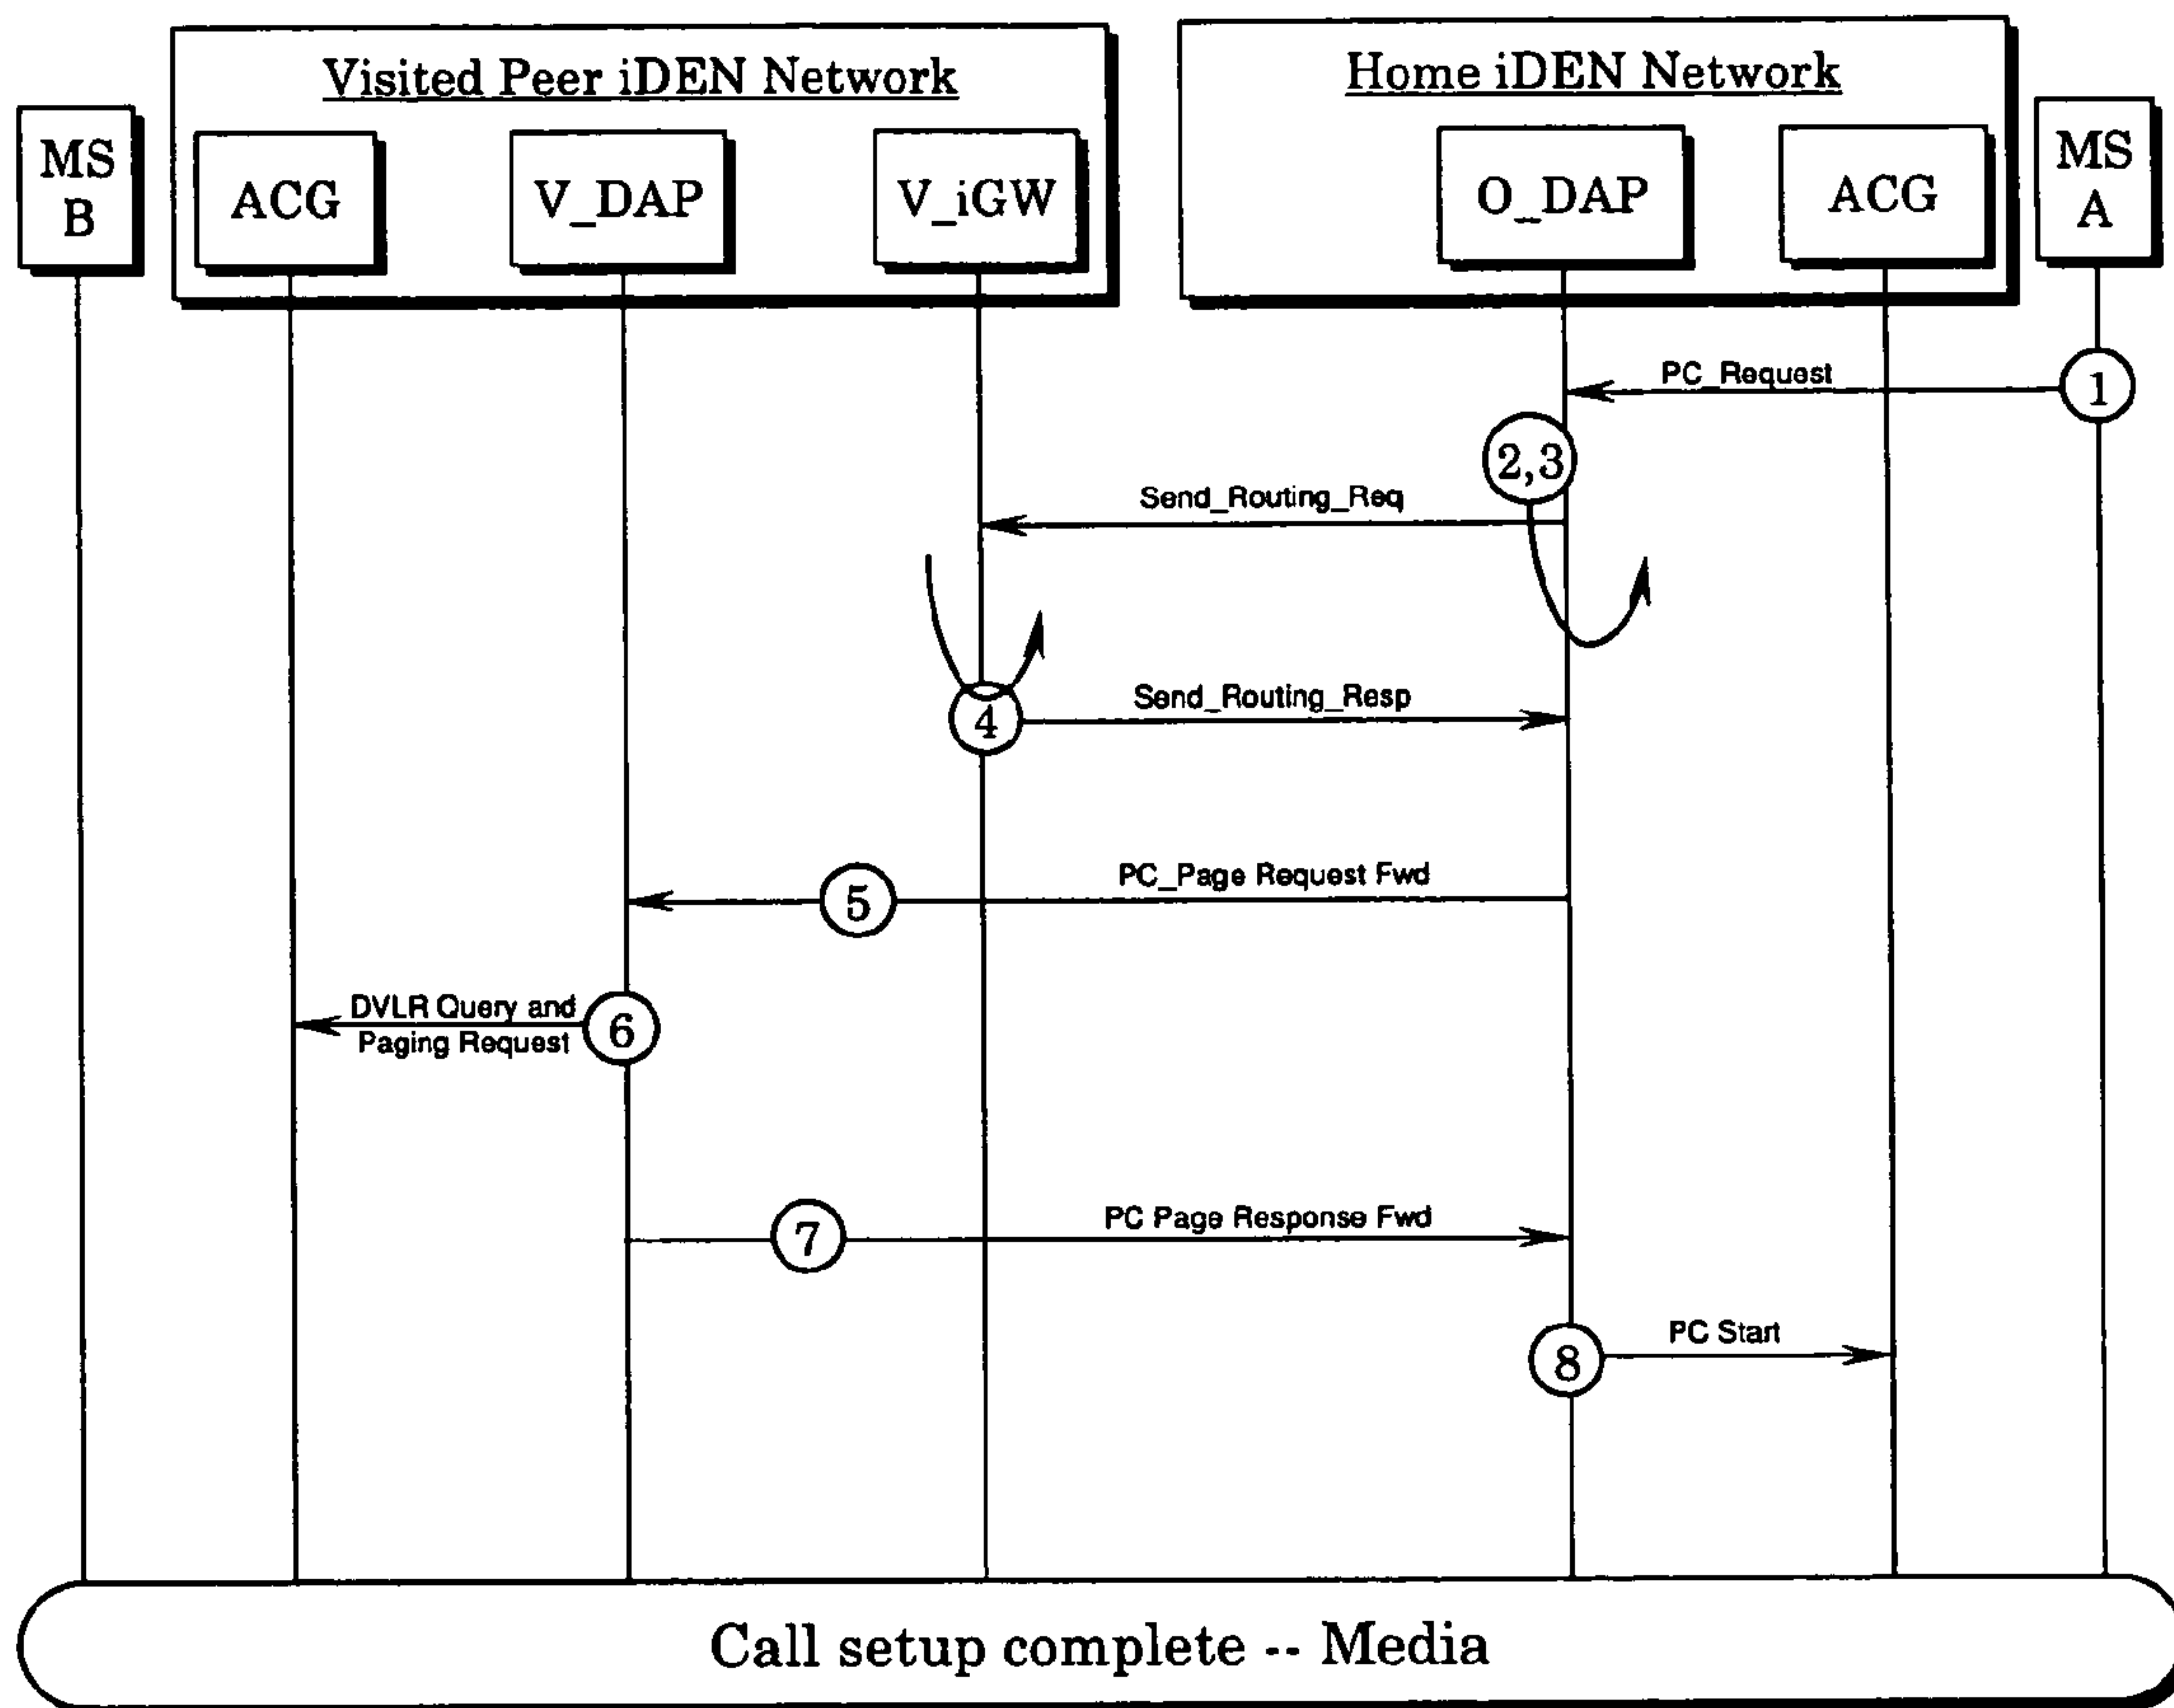 Visited Peer iDEN Network
Home iDEN Network
MS
B
ACG
V_DAP
V_iGW
O_DAP
ACG
MS
A
PC_Request
1
2,3
Send_Routing_Req
4
Send_Routing_Resp
5
PC_Page Request Fwd
DVLR Query and
Paging Request
6
7
PC Page Response Fwd
8
PC Start
Call setup complete -- Media